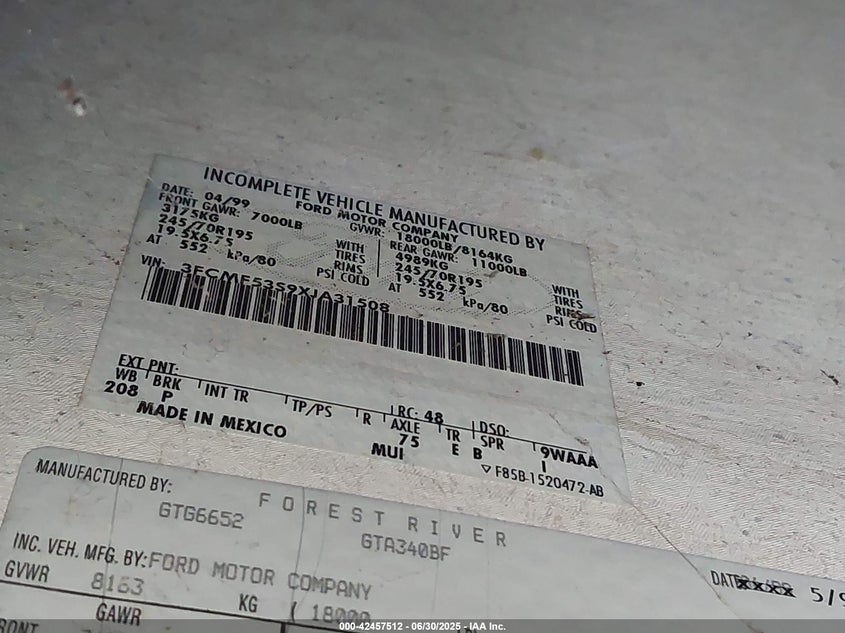 INCOMPLETE VEHICLE MANUFACTURED BY
FORD MOTOR COMPANY
DATE: 04/99 GVWR: 18000LB/8164KG
FRONT GAWR: 7000LB REAR GAWR: 11000LB
3175KG WITH 4989KG WITH
245/70R195 TIRES 245/70R195 TIRES
19.5X6.75 RIMS 19.5X6.75 RIMS
AT 552 kPa/80 PSI COLD AT 552 kPa/80 PSI COLD
VIN: 3FCMF53S9XJA31508
EXT PNT: RC: 48 DSO:
WB BRK INT TR TP/PS R AXLE TR SPR 9WAAA
208 P 75 E B I
MADE IN MEXICO MUI ▽F85B-1520472-AB
MANUFACTURED BY: FOREST RIVER
GTG6652 GTA340BF
INC. VEH. MFG. BY: FORD MOTOR COMPANY DATE 5/9
GVWR 8163 KG ( 18000
GAWR
FRONT
000-42457512 - 06/30/2025 - IAA Inc.